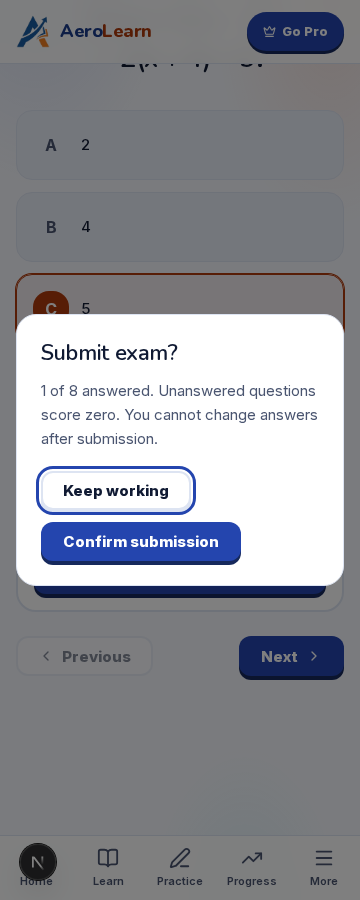 AeroLearn
Go Pro
A 2
B 4
C 5
Submit exam?
1 of 8 answered. Unanswered questions
score zero. You cannot change answers
after submission.
Keep working
Confirm submission
Previous
Next
N
Home
Learn
Practice
Progress
More